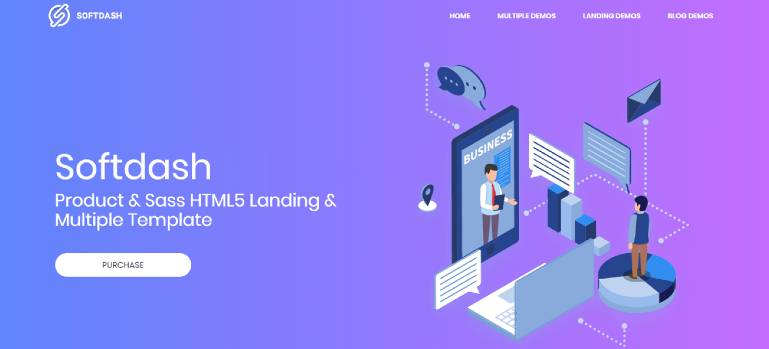 SOFTDASH
HOME
MULTIPLE DEMOS
LANDING DEMOS
BLOG DEMOS
BUSINESS
Softdash
Product & Sass HTML5 Landing &
Multiple Template
PURCHASE